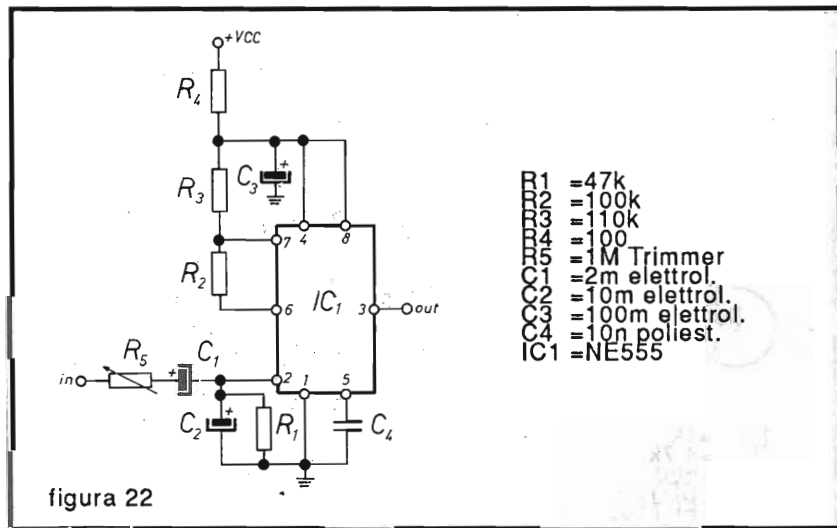 +VCC
R4
R3
C3
+
4
8
7
R2
IC1
6
3
out
R5
C1
in
+
2
1
5
C2
+
R1
C4
R1 =47k
R2 =100k
R3 =110k
R4 =100
R5 =1M Trimmer
C1 =2m elettrol.
C2 =10m elettrol.
C3 =100m elettrol.
C4 =10n poliest.
IC1 =NE555
figura 22